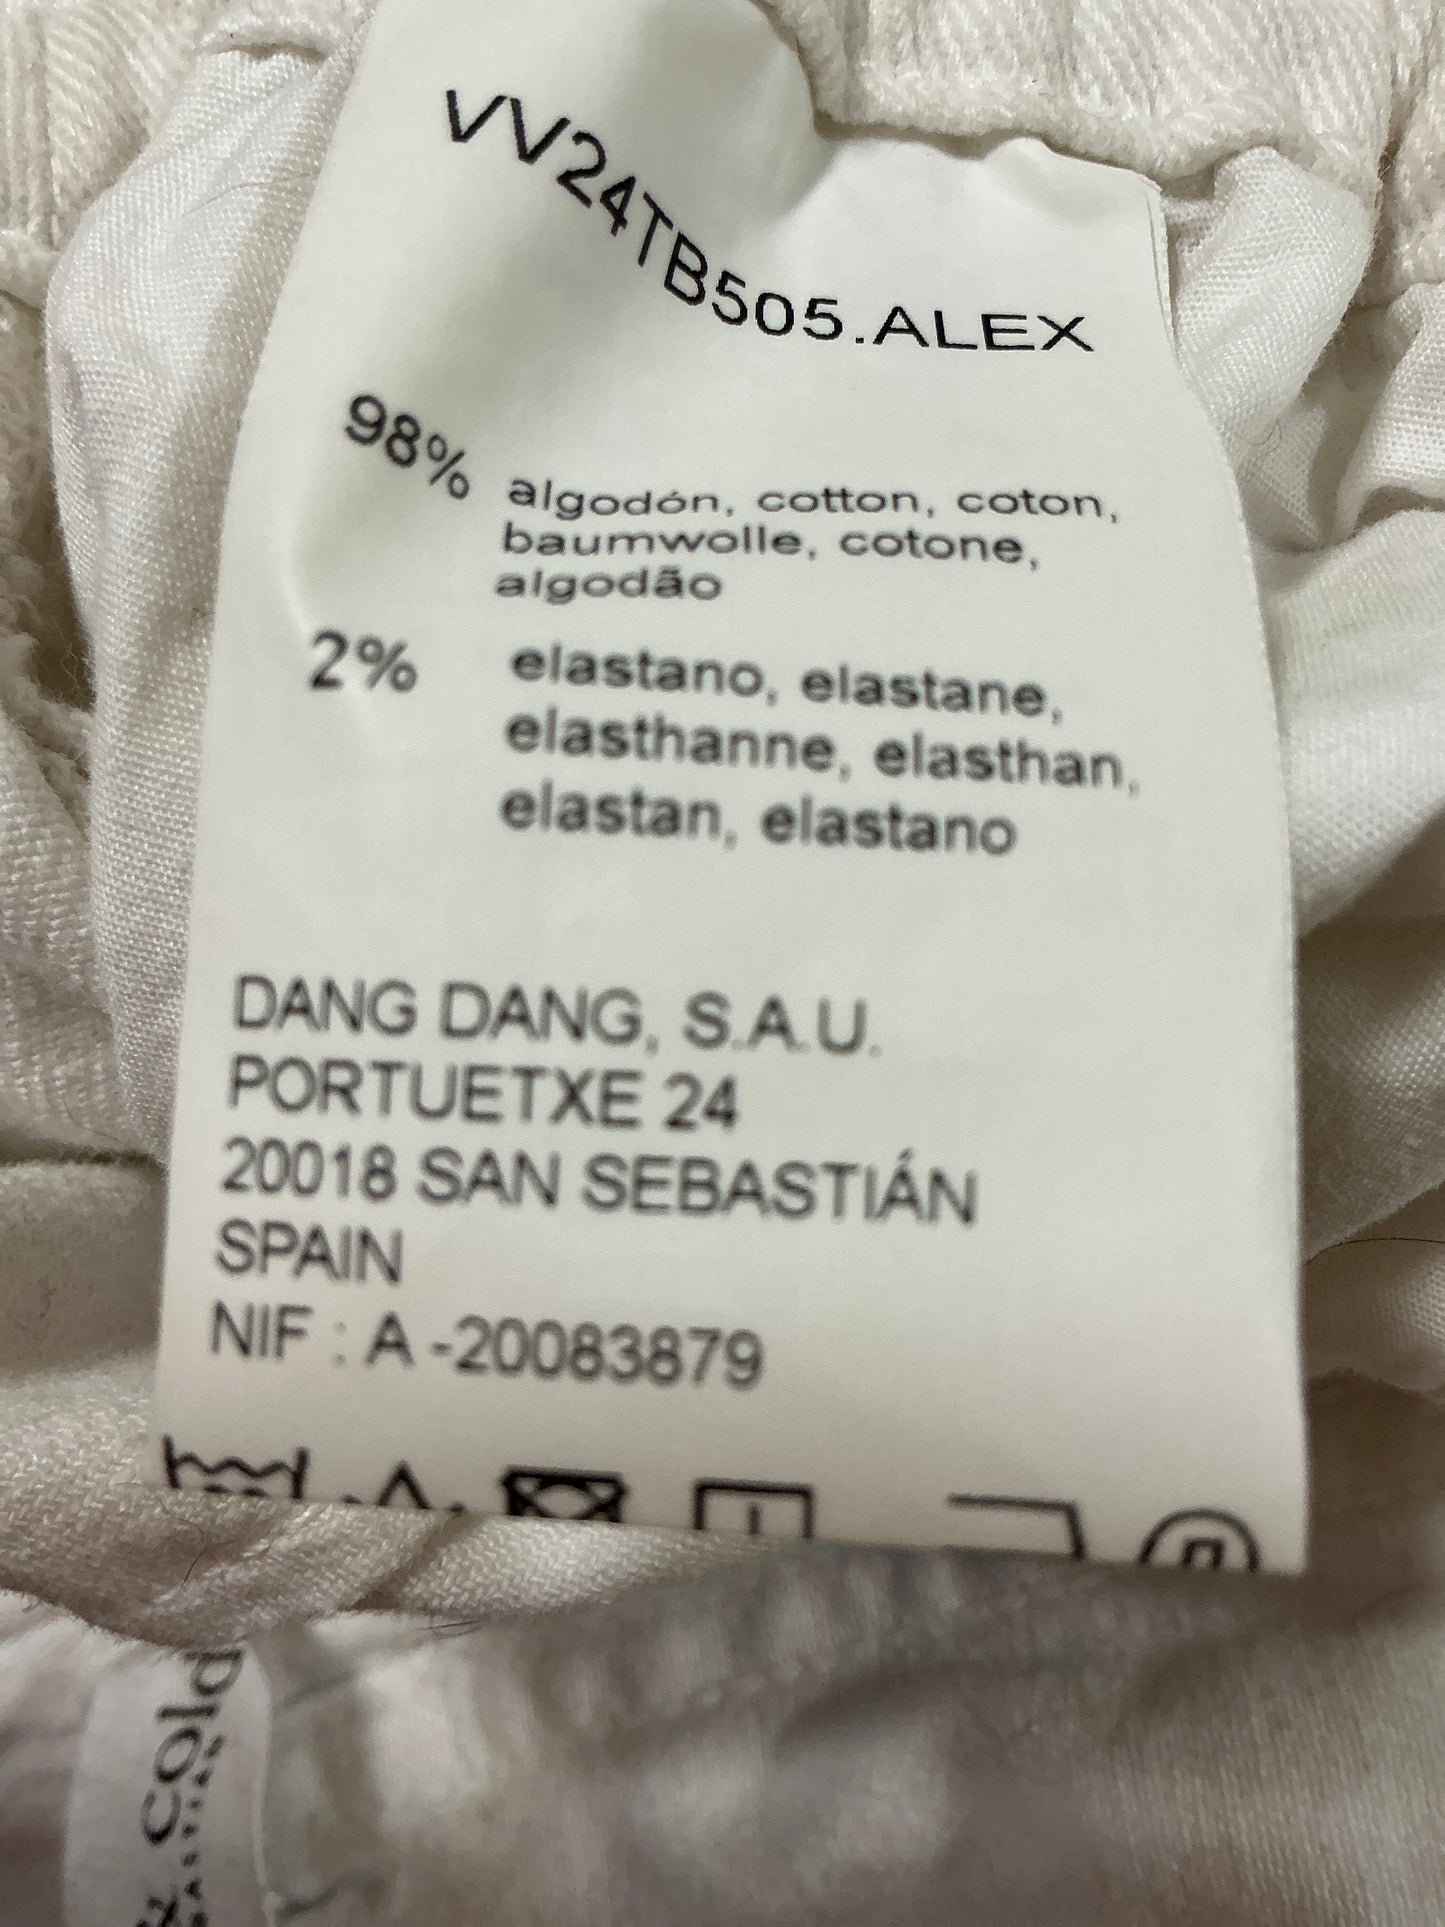 VV24TB505.ALEX
98% algodón, cotton, coton,
baumwolle, cotone,
algodão
2% elastano, elastane,
elasthanne, elasthan,
elastan, elastano
DANG DANG, S.A.U.
PORTUETXE 24
20018 SAN SEBASTIÁN
SPAIN
NIF : A -20083879
& cold